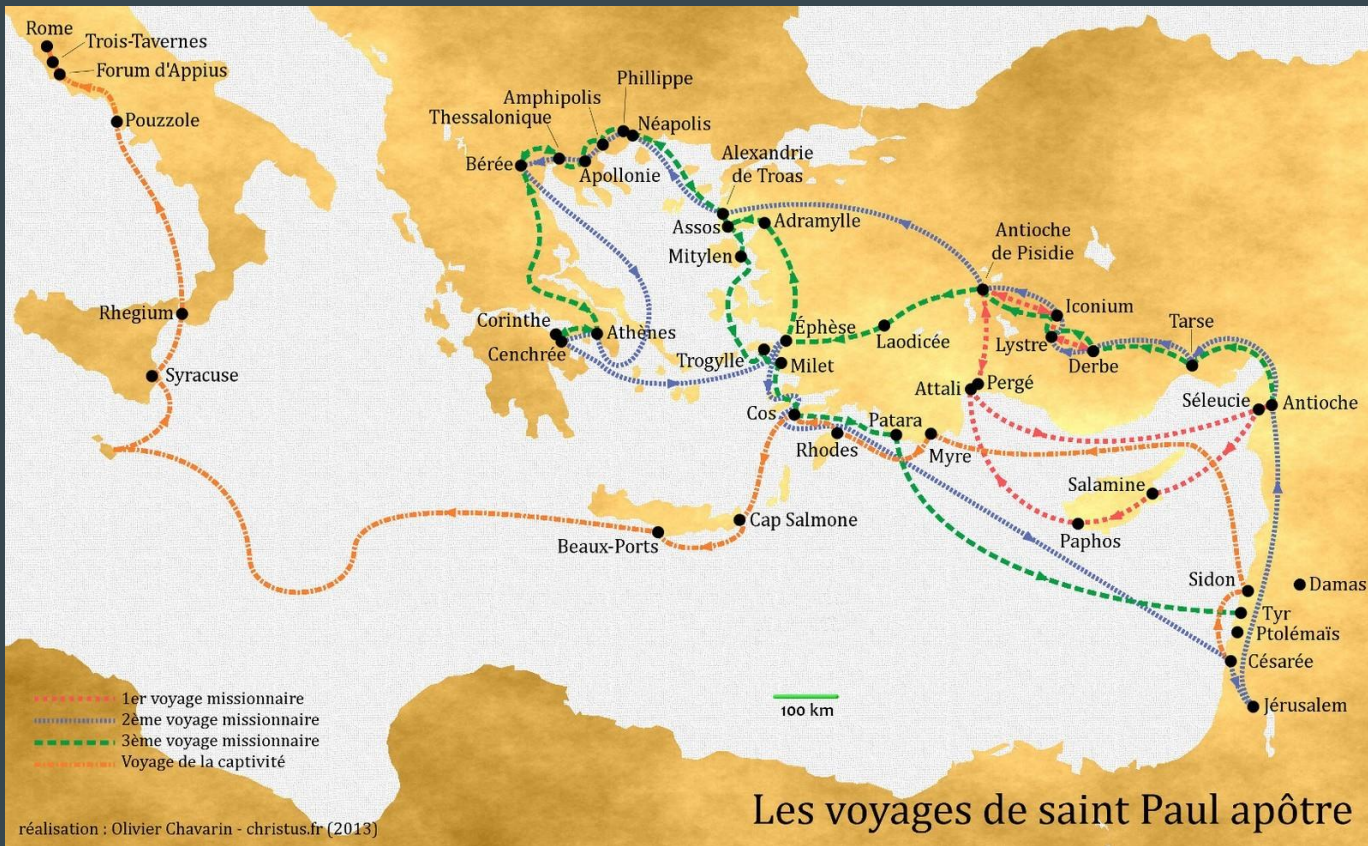 Rome
Trois-Tavernes
Forum d'Appius
Pouzzole
Rhegium
Syracuse
Phillippe
Amphipolis
Thessalonique
Néapolis
Bérée
Apollonie
Alexandrie
de Troas
Assos
Adramylle
Mitylen
Antioche
de Pisidie
Iconium
Tarse
Corinthe
Athènes
Cenchrée
Éphèse
Trogylle
Milet
Laodicée
Lystre
Derbe
Attali
Pergé
Séleucie
Antioche
Cos
Patara
Rhodes
Myre
Salamine
Paphos
Cap Salmone
Beaux-Ports
Sidon
Damas
Tyr
Ptolémaïs
Césarée
Jérusalem
1er voyage missionnaire
2ème voyage missionnaire
3ème voyage missionnaire
Voyage de la captivité
100 km
Les voyages de saint Paul apôtre
réalisation : Olivier Chavarin - christus.fr (2013)